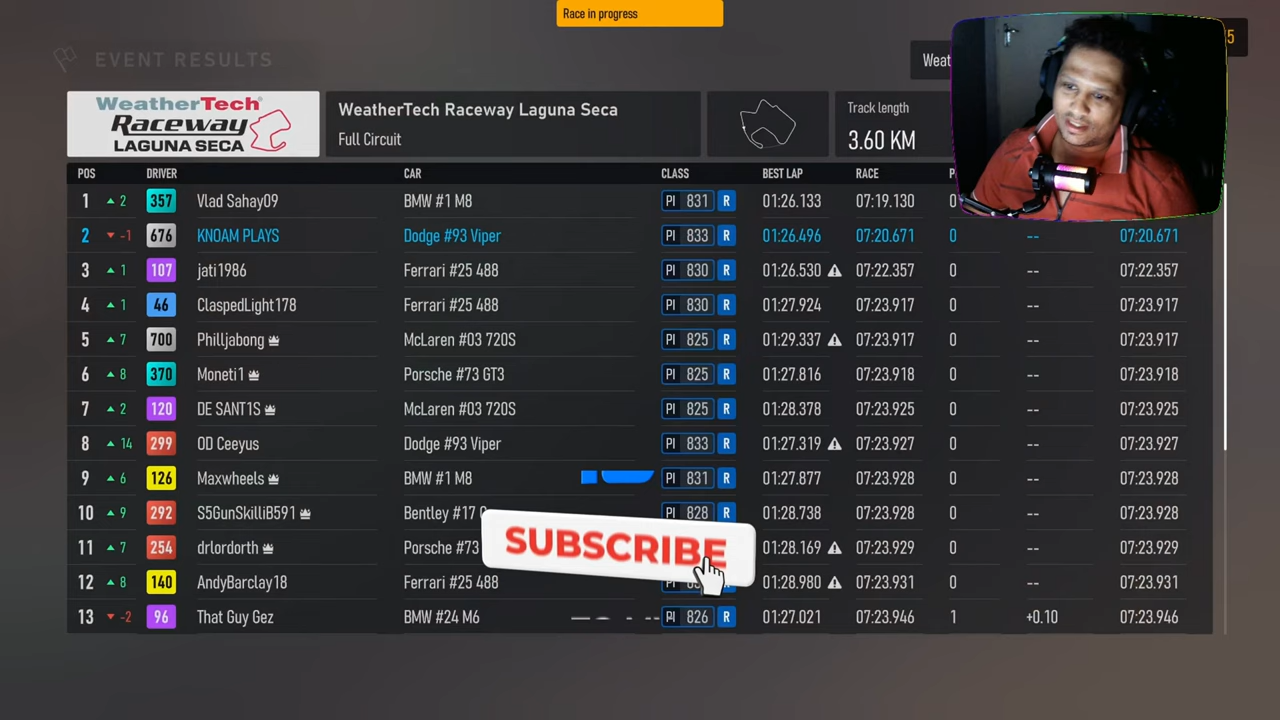 Race in progress
EVENT RESULTS
Weat
5
WeatherTech®
Raceway
LAGUNA SECA
WeatherTech Raceway Laguna Seca
Full Circuit
Track length
3.60 KM
POS DRIVER CAR CLASS BEST LAP RACE
1 2 357 Vlad Sahay09 BMW #1 M8 PI 831 R 01:26.133 07:19.130
2 -1 676 KNOAM PLAYS Dodge #93 Viper PI 833 R 01:26.496 07:20.671 0 -- 07:20.671
3 1 107 jati1986 Ferrari #25 488 PI 830 R 01:26.530 07:22.357 0 -- 07:22.357
4 1 46 ClaspedLight178 Ferrari #25 488 PI 830 R 01:27.924 07:23.917 0 -- 07:23.917
5 7 700 Philljabong McLaren #03 720S PI 825 R 01:29.337 07:23.917 0 -- 07:23.917
6 8 370 Moneti1 Porsche #73 GT3 PI 825 R 01:27.816 07:23.918 0 -- 07:23.918
7 2 120 DE SANT1S McLaren #03 720S PI 825 R 01:28.378 07:23.925 0 -- 07:23.925
8 14 299 OD Ceeyus Dodge #93 Viper PI 833 R 01:27.319 07:23.927 0 -- 07:23.927
9 6 126 Maxwheels BMW #1 M8 PI 831 R 01:27.877 07:23.928 0 -- 07:23.928
10 9 292 S5GunSkilliB591 Bentley #17 PI 828 R 01:28.738 07:23.928 0 -- 07:23.928
11 7 254 drlordorth Porsche #73 01:28.169 07:23.929 0 -- 07:23.929
12 8 140 AndyBarclay18 Ferrari #25 488 R 01:28.980 07:23.931 0 -- 07:23.931
13 -2 96 That Guy Gez BMW #24 M6 PI 826 R 01:27.021 07:23.946 1 +0.10 07:23.946
SUBSCRIBE